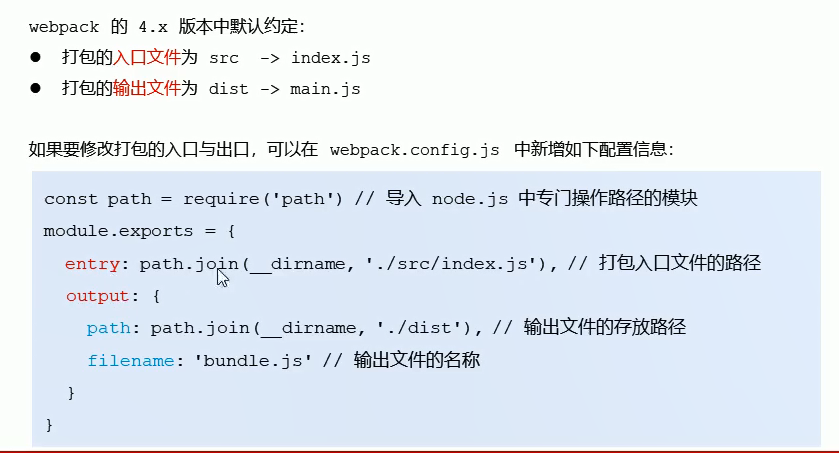 webpack 的 4.x 版本中默认约定：
● 打包的入口文件为 src -> index.js
● 打包的输出文件为 dist -> main.js
如果要修改打包的入口与出口，可以在 webpack.config.js 中新增如下配置信息：
const path = require('path') // 导入 node.js 中专门操作路径的模块
module.exports = {
entry: path.join(__dirname, './src/index.js'), // 打包入口文件的路径
output: {
path: path.join(__dirname, './dist'), // 输出文件的存放路径
filename: 'bundle.js' // 输出文件的名称
}
}